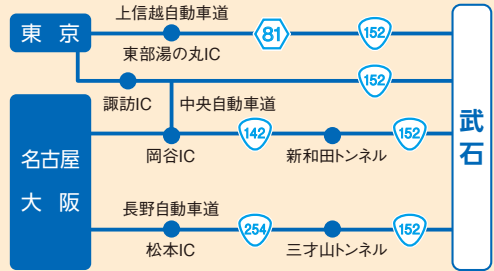 上信越自動車道
東京
81
152
東部湯の丸IC
152
諏訪IC
中央自動車道
武石
名古屋
大阪
142
152
岡谷IC
新和田トンネル
長野自動車道
254
152
松本IC
三才山トンネル